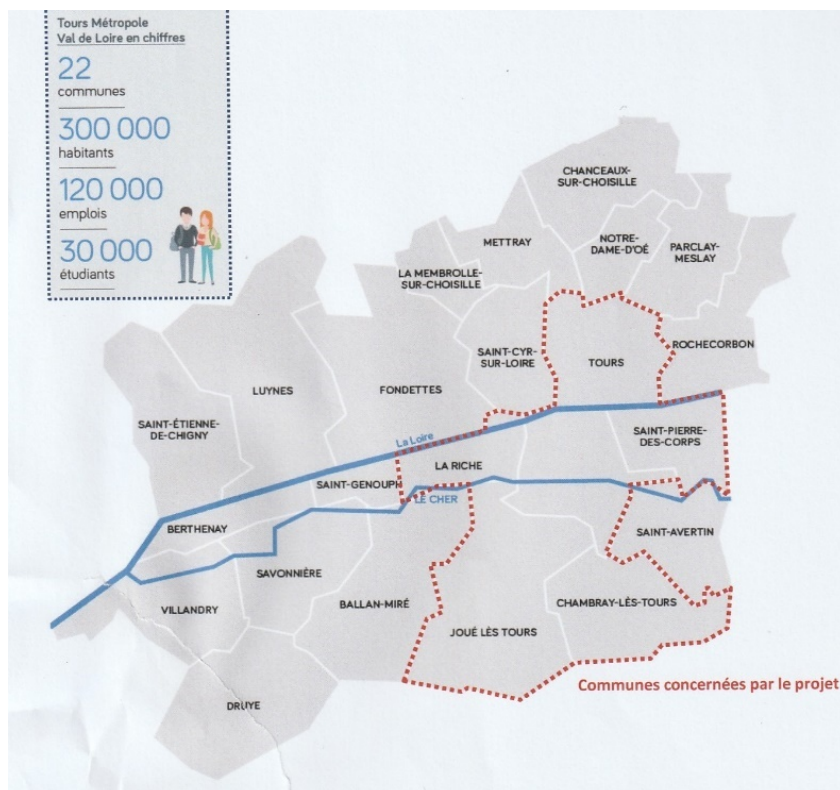 Tours Métropole
Val de Loire en chiffres
22
communes
300 000
habitants
120 000
emplois
30 000
étudiants
CHANCEAUX-
SUR-CHOISILLE
METTRAY
NOTRE-
DAME-D'OÉ
PARCLAY-
MESLAY
LA MEMBROLLE-
SUR-CHOISILLE
SAINT-CYR-
SUR-LOIRE
TOURS
ROCHECORBON
LUYNES
FONDETTES
SAINT-ÉTIENNE-
DE-CHIGNY
La Loire
SAINT-PIERRE-
DES-CORPS
LA RICHE
SAINT-GENOUPH
LE CHER
BERTHENAY
SAINT-AVERTIN
SAVONNIÈRE
VILLANDRY
BALLAN-MIRÉ
CHAMBRAY-LÈS-TOURS
JOUÉ LÈS TOURS
Communes concernées par le projet
DRUYE